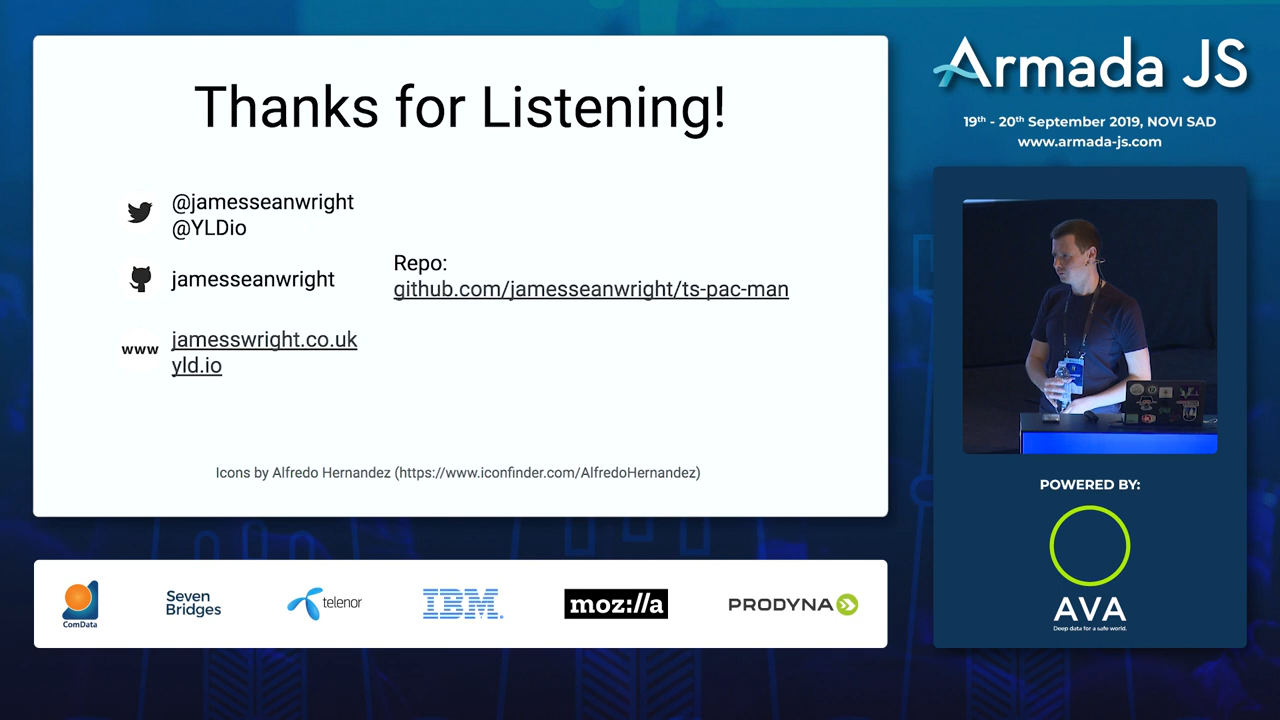 Thanks for Listening!
@jamesseanwright
@YLDio
jamesseanwright
Repo:
github.com/jamesseanwright/ts-pac-man
www
jamesswright.co.uk
yld.io
Icons by Alfredo Hernandez (https://www.iconfinder.com/AlfredoHernandez)
Armada JS
19th - 20th September 2019, NOVI SAD
www.armada-js.com
POWERED BY:
AVA
Deep data for a safe world.
ComData
Seven
Bridges
telenor
IBM
moz://a
PRODYNA